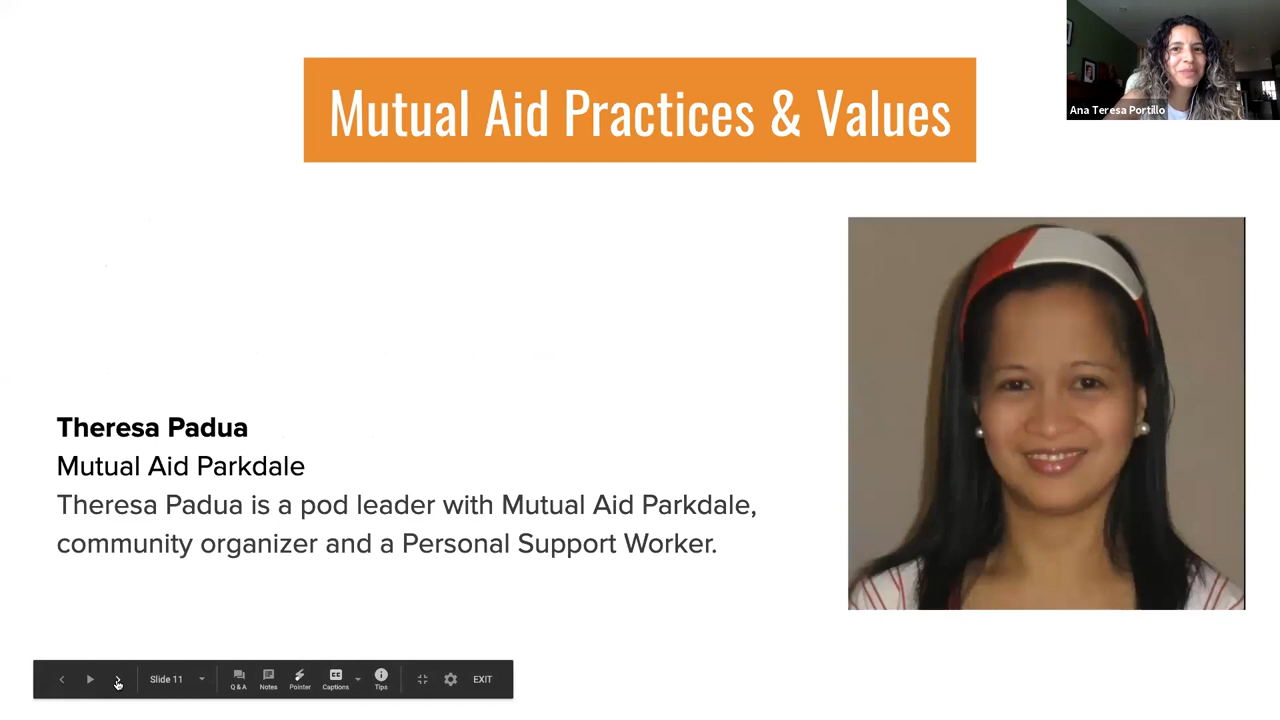 Mutual Aid Practices & Values
Ana Teresa Portillo
Theresa Padua
Mutual Aid Parkdale
Theresa Padua is a pod leader with Mutual Aid Parkdale,
community organizer and a Personal Support Worker.
Slide 11
Q & A
Notes
Pointer
Captions
Tips
EXIT